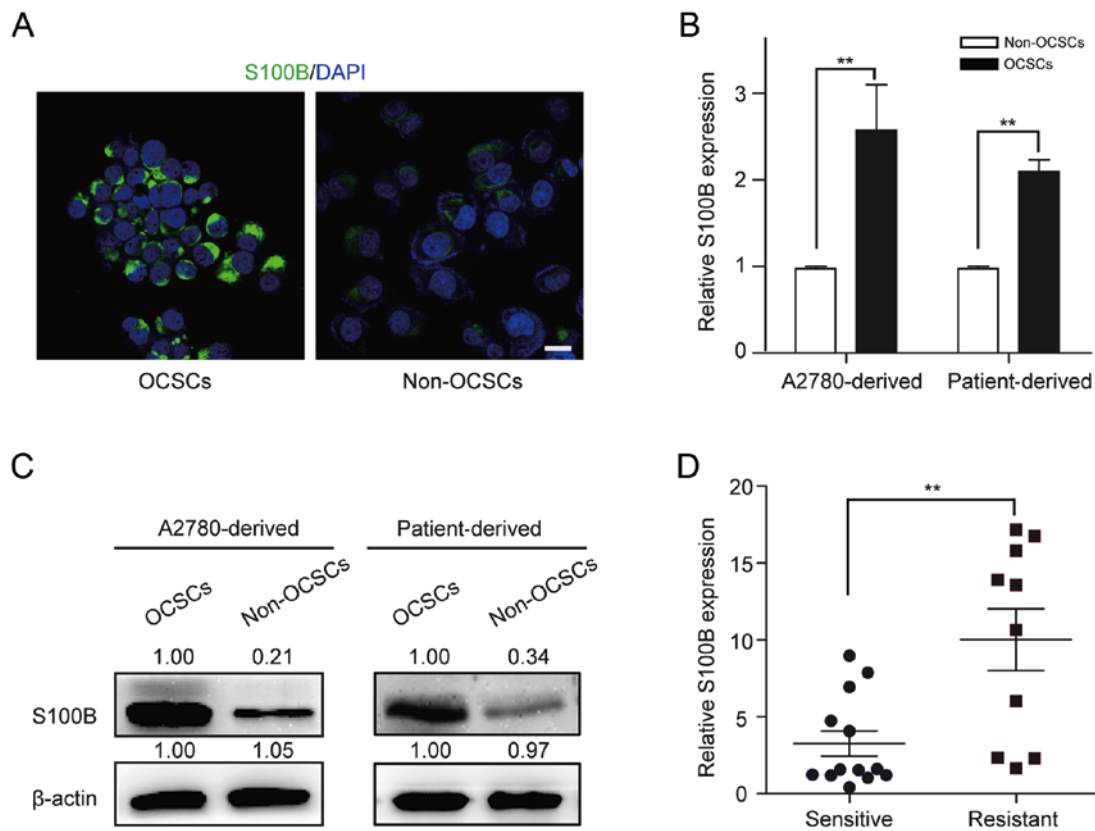 A
S100B/DAPI
OCSCs
Non-OCSCs
B
Relative S100B expression
3
2
1
0
Non-OCSCs
OCSCs
**
**
A2780-derived
Patient-derived
C
A2780-derived
Patient-derived
OCSCs
Non-OCSCs
OCSCs
Non-OCSCs
1.00
0.21
1.00
0.34
S100B
1.00
1.05
1.00
0.97
β-actin
D
Relative S100B expression
20
15
10
5
0
**
Sensitive
Resistant